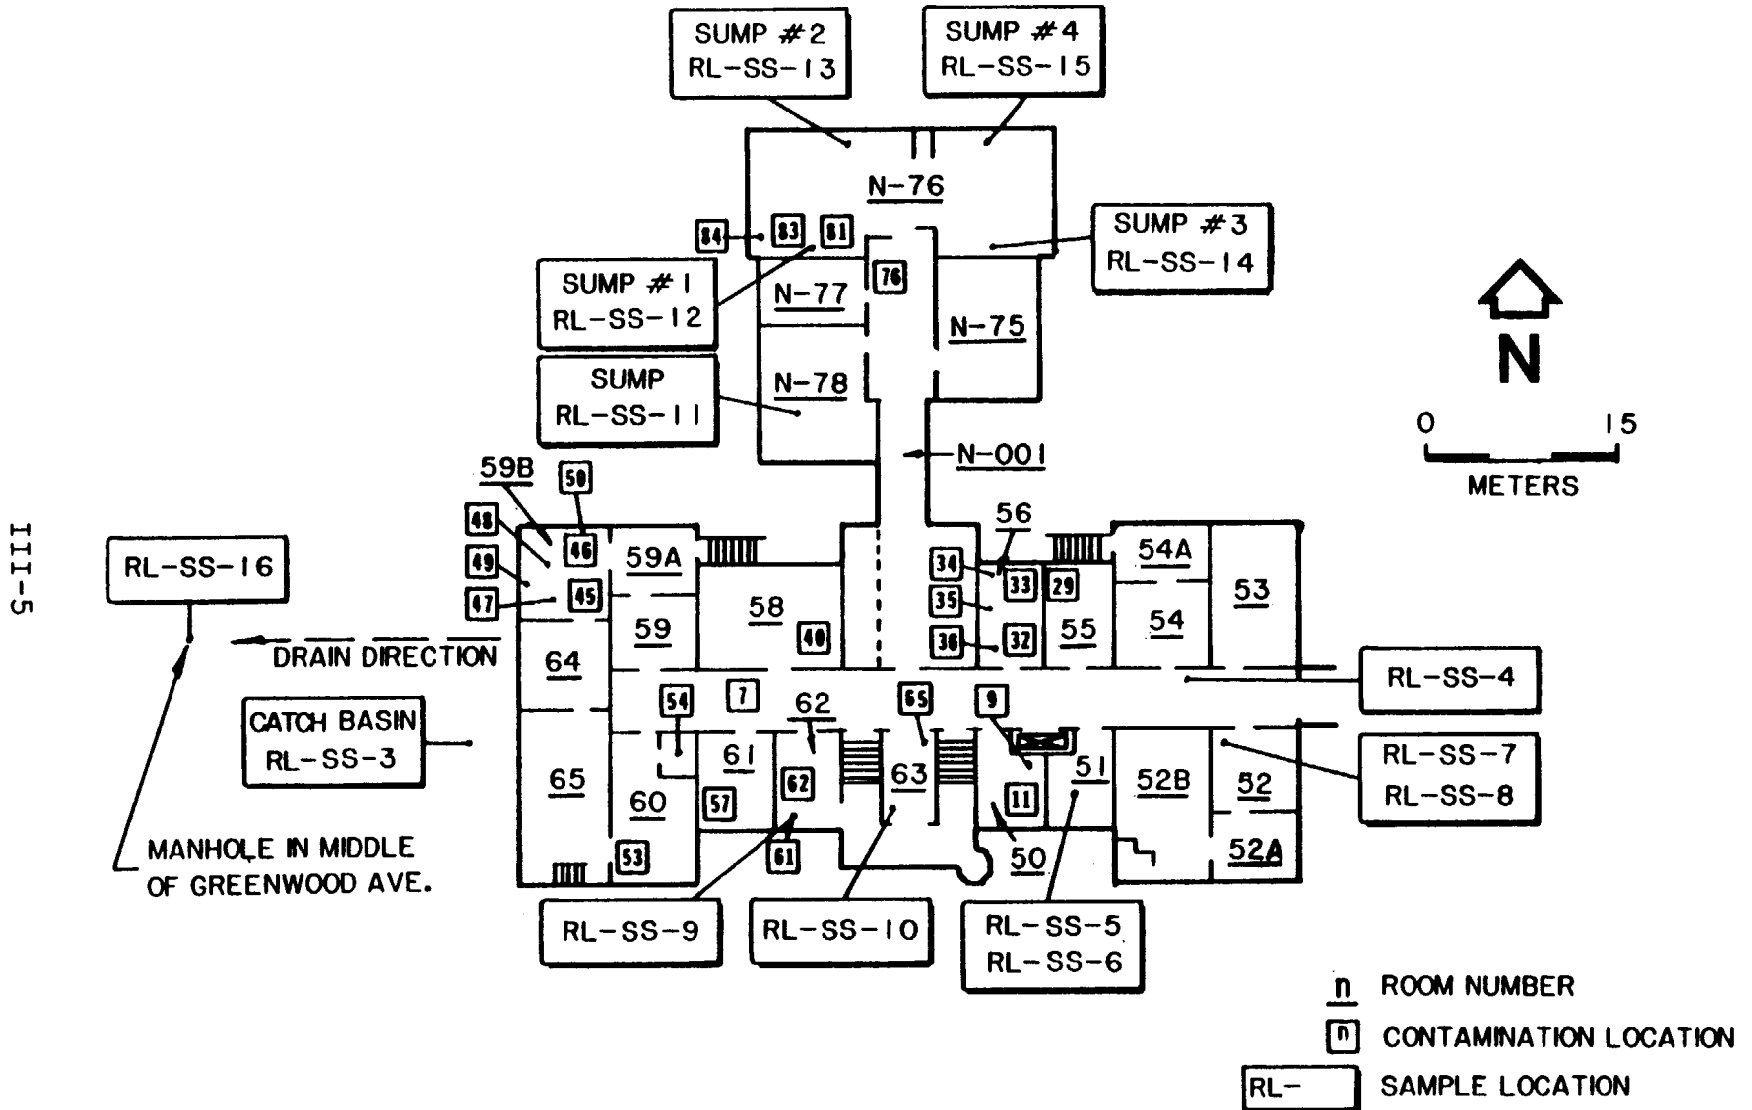 SUMP #2
RL-SS-13
SUMP #4
RL-SS-15
N-76
84
83
81
SUMP #3
RL-SS-14
SUMP #1
RL-SS-12
N-77
76
N-75
SUMP
RL-SS-11
N-78
N
0 15
METERS
N-001
59B
50
48
46
59A
49
47
45
59
58
40
56
34
33
29
35
36
32
55
54A
54
53
III-5
RL-SS-16
DRAIN DIRECTION
64
CATCH BASIN
RL-SS-3
54
7
62
65
9
RL-SS-4
RL-SS-7
RL-SS-8
65
60
61
57
62
63
11
51
52B
52
52A
53
61
50
MANHOLE IN MIDDLE
OF GREENWOOD AVE.
RL-SS-9
RL-SS-10
RL-SS-5
RL-SS-6
n ROOM NUMBER
n CONTAMINATION LOCATION
RL- SAMPLE LOCATION